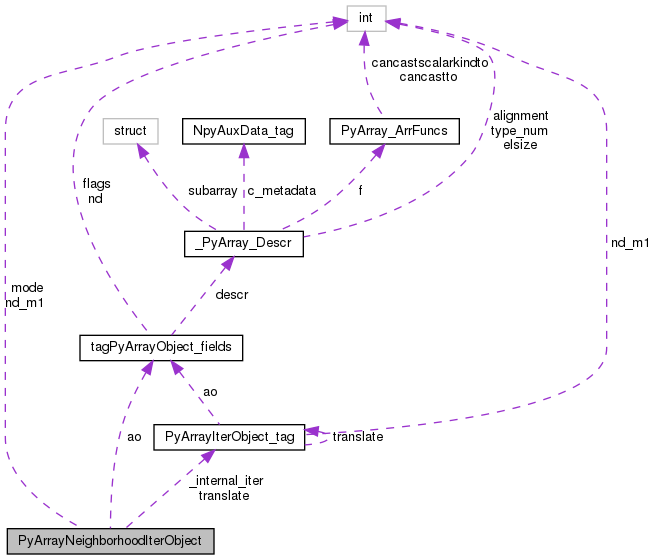 int
cancastscalarkindto
cancastto
alignment
type_num
elsize
struct
NpyAuxData_tag
PyArray_ArrFuncs
flags
nd
subarray
c_metadata
f
_PyArray_Descr
nd_m1
mode
nd_m1
descr
tagPyArrayObject_fields
ao
ao
PyArrayIterObject_tag
translate
_internal_iter
translate
PyArrayNeighborhoodIterObject